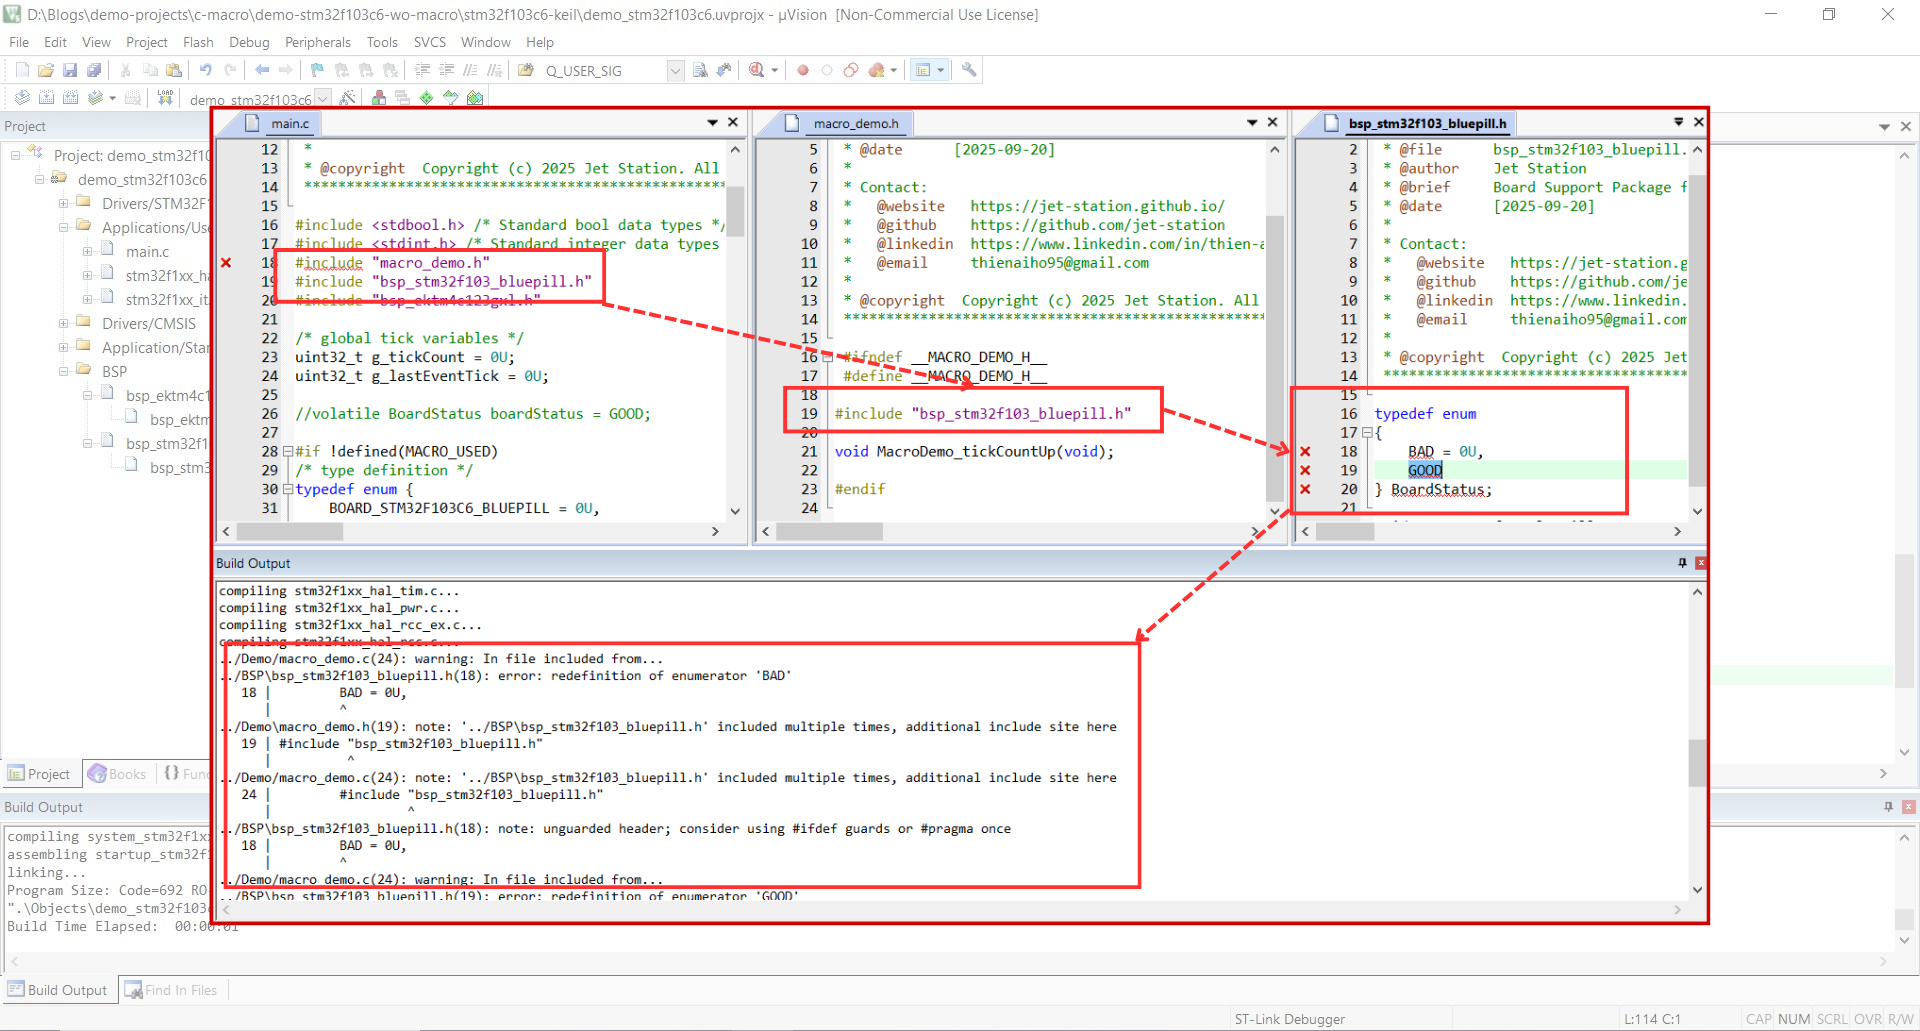 D:\Blogs\demo-projects\c-macro\demo-stm32f103c6-wo-macro\stm32f103c6-keil\demo_stm32f103c6.uvprojx - µVision  [Non-Commercial Use License]
File Edit View Project Flash Debug Peripherals Tools SVCS Window Help
Q_USER_SIG
LOAD demo_stm32f103c6
Project
Project: demo_stm32f10
demo_stm32f103c6
Drivers/STM32F
Applications/Use
main.c
stm32f1xx_ha
stm32f1xx_it.
Drivers/CMSIS
Application/Star
BSP
bsp_ektm4c1
bsp_ektm
bsp_stm32f1
bsp_stm3
Project Books {} Fun
main.c
12 *
13 * @copyright  Copyright (c) 2025 Jet Station. All
14 **************************************************
15
16 #include <stdbool.h> /* Standard bool data types */
17 #include <stdint.h> /* Standard integer data types
18 #include "macro_demo.h"
19 #include "bsp_stm32f103_bluepill.h"
20 #include "bsp_ektm4c123gxl.h"
21
22 /* global tick variables */
23 uint32_t g_tickCount = 0U;
24 uint32_t g_lastEventTick = 0U;
25
26 //volatile BoardStatus boardStatus = GOOD;
27
28 #if !defined(MACRO_USED)
29 /* type definition */
30 typedef enum {
31 BOARD_STM32F103C6_BLUEPILL = 0U,
macro_demo.h
5 * @date      [2025-09-20]
6 *
7 * Contact:
8 *   @website   https://jet-station.github.io/
9 *   @github    https://github.com/jet-station
10 *   @linkedin  https://www.linkedin.com/in/thien-a
11 *   @email     thienaiho95@gmail.com
12 *
13 * @copyright  Copyright (c) 2025 Jet Station. All
14 **************************************************
15
16 #ifndef __MACRO_DEMO_H__
17 #define __MACRO_DEMO_H__
18
19 #include "bsp_stm32f103_bluepill.h"
20
21 void MacroDemo_tickCountUp(void);
22
23 #endif
24
bsp_stm32f103_bluepill.h
2 * @file      bsp_stm32f103_bluepill.
3 * @author    Jet Station
4 * @brief     Board Support Package f
5 * @date      [2025-09-20]
6 *
7 * Contact:
8 *   @website   https://jet-station.g
9 *   @github    https://github.com/je
10 *   @linkedin  https://www.linkedin.
11 *   @email     thienaiho95@gmail.com
12 *
13 * @copyright  Copyright (c) 2025 Jet
14 ************************************
15
16 typedef enum
17 {
18 BAD = 0U,
19 GOOD
20 } BoardStatus;
21
Build Output
compiling stm32f1xx_hal_tim.c...
compiling stm32f1xx_hal_pwr.c...
compiling stm32f1xx_hal_rcc_ex.c...
compiling stm32f1xx_hal_rcc.c...
../Demo/macro_demo.c(24): warning: In file included from...
../BSP\bsp_stm32f103_bluepill.h(18): error: redefinition of enumerator 'BAD'
18 |         BAD = 0U,
|         ^
../Demo\macro_demo.h(19): note: '../BSP\bsp_stm32f103_bluepill.h' included multiple times, additional include site here
19 | #include "bsp_stm32f103_bluepill.h"
|          ^
../Demo/macro_demo.c(24): note: '../BSP\bsp_stm32f103_bluepill.h' included multiple times, additional include site here
24 |         #include "bsp_stm32f103_bluepill.h"
|                  ^
../BSP\bsp_stm32f103_bluepill.h(18): note: unguarded header; consider using #ifdef guards or #pragma once
18 |         BAD = 0U,
|         ^
../Demo/macro_demo.c(24): warning: In file included from...
../BSP\bsp_stm32f103_bluepill.h(19): error: redefinition of enumerator 'GOOD'
Build Output
compiling system_stm32f1x
assembling startup_stm32f
linking...
Program Size: Code=692 RO
".\Objects\demo_stm32f103
Build Time Elapsed:  00:00:01
Build Output Find In Files
ST-Link Debugger L:114 C:1 CAP NUM SCRL OVR R/W